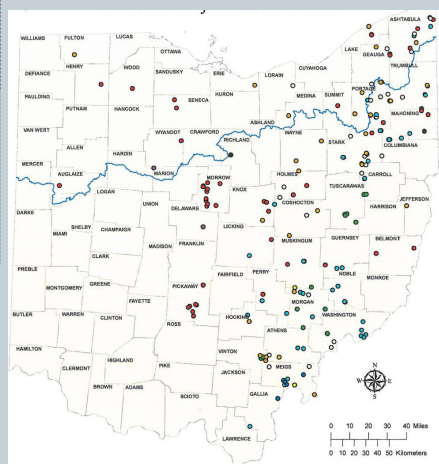 ASHTABULA
WILLIAMS
FULTON
LUCAS
OTTAWA
LAKE
GEAUGA
TRUMBULL
HENRY
WOOD
SANDUSKY
ERIE
LORAIN
CUYAHOGA
DEFIANCE
PAULDING
PUTNAM
HANCOCK
SENECA
HURON
MEDINA
SUMMIT
PORTAGE
MAHONING
VAN WERT
ALLEN
WYANDOT
CRAWFORD
RICHLAND
ASHLAND
WAYNE
STARK
COLUMBIANA
MERCER
AUGLAIZE
HARDIN
MARION
MORROW
KNOX
HOLMES
TUSCARAWAS
CARROLL
JEFFERSON
HARRISON
LOGAN
UNION
DELAWARE
COSHOCTON
DARKE
SHELBY
CHAMPAIGN
LICKING
MIAMI
MADISON
FRANKLIN
MUSKINGUM
GUERNSEY
BELMONT
CLARK
PREBLE
MONTGOMERY
GREENE
FAYETTE
PICKAWAY
FAIRFIELD
PERRY
NOBLE
MONROE
MORGAN
BUTLER
WARREN
CLINTON
ROSS
HOCKING
WASHINGTON
ATHENS
HAMILTON
CLERMONT
HIGHLAND
PIKE
VINTON
MEIGS
BROWN
ADAMS
SCIOTO
JACKSON
GALLIA
LAWRENCE
N
W E
S
0 10 20 30 40 Miles
0 10 20 30 40 50 Kilometers